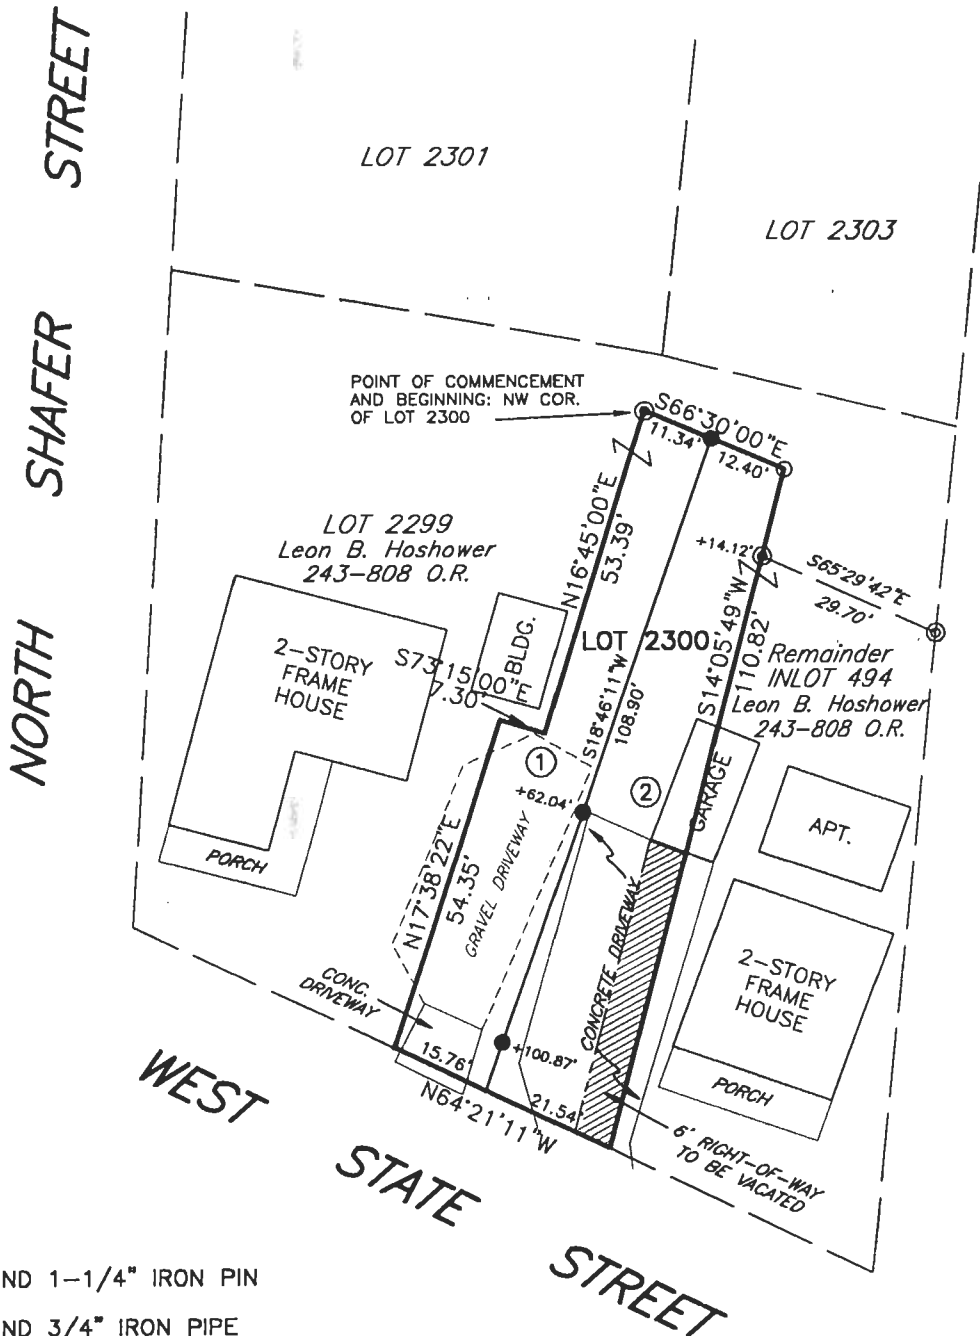 NORTH SHAFER STREET
LOT 2301
LOT 2303
POINT OF COMMENCEMENT
AND BEGINNING: NW COR.
OF LOT 2300
S66°30'00"E
11.34'
12.40'
N16°45'00"E
53.39'
LOT 2299
Leon B. Hoshower
243-808 O.R.
+14.12'
S65°29'42"E
29.70'
BLDG.
2-STORY
FRAME
HOUSE
S73°15'00"E
7.30'
LOT 2300
S18°46'11"W
108.90'
S14°05'49"W
110.82'
Remainder
INLOT 494
Leon B. Hoshower
243-808 O.R.
1
2
+62.04'
GARAGE
APT.
PORCH
N17°38'22"E
54.35'
GRAVEL DRIVEWAY
CONCRETE DRIVEWAY
CONC.
DRIVEWAY
2-STORY
FRAME
HOUSE
PORCH
15.76'
+100.87'
N64°21'11"W
21.54'
6' RIGHT-OF-WAY
TO BE VACATED
WEST STATE STREET
ND 1-1/4" IRON PIN
ND 3/4" IRON PIPE